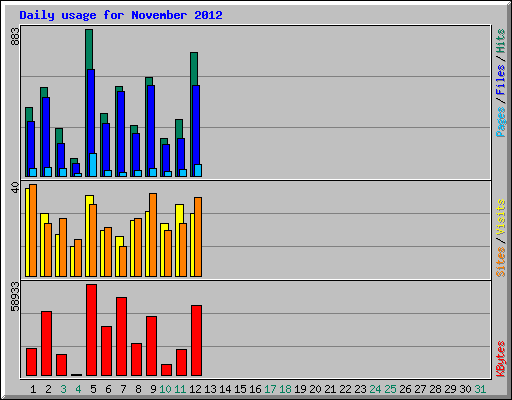 Daily usage for November 2012
883
Pages / Files / Hits
40
Sites / Visits
58933
KBytes
1 2 3 4 5 6 7 8 9 10 11 12 13 14 15 16 17 18 19 20 21 22 23 24 25 26 27 28 29 30 31